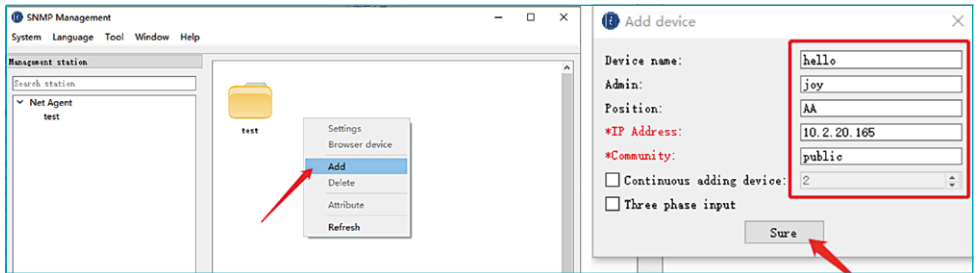 SNMP Management
System Language Tool Window Help
Management station
Search station
Net Agent
test
test
Settings
Browser device
Add
Delete
Attribute
Refresh
Add device
Device name: hello
Admin: joy
Position: AA
*IP Address: 10.2.20.165
*Community: public
Continuous adding device: 2
Three phase input
Sure